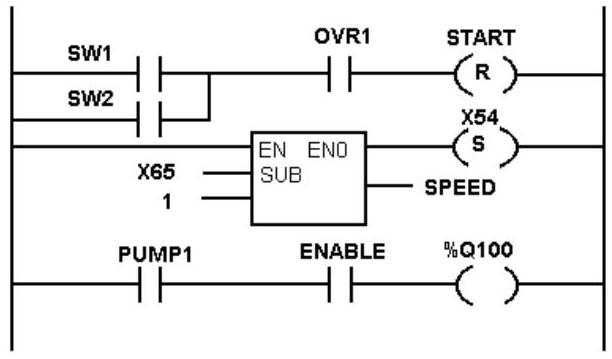 OVR1 START
SW1
R
SW2
X54
S
EN ENO
X65 SUB
SPEED
1
PUMP1 ENABLE %Q100